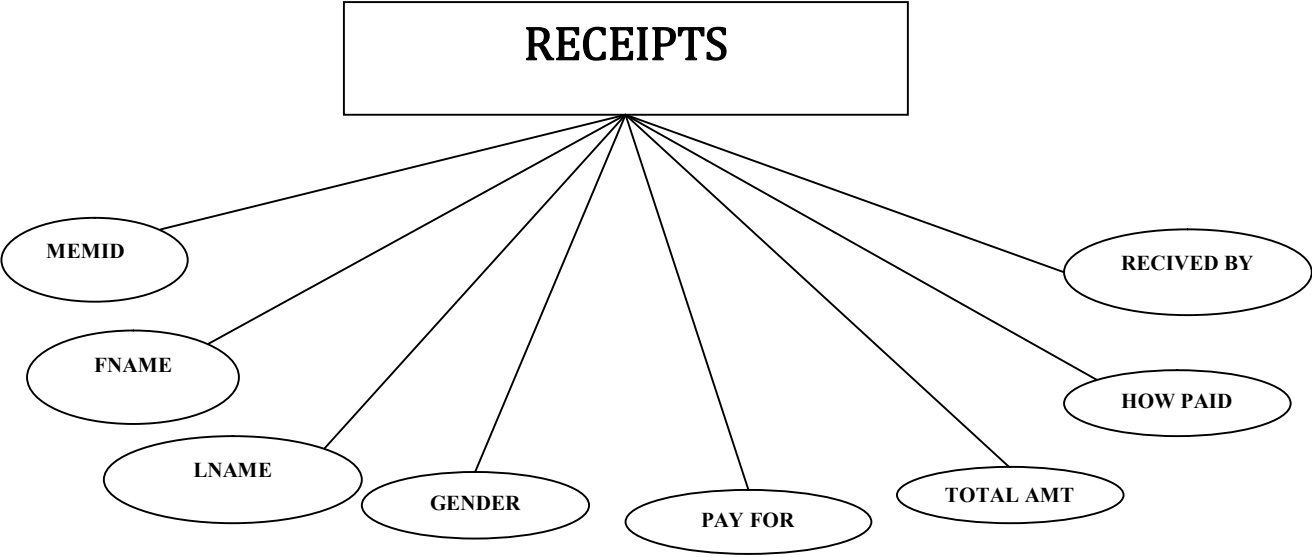 RECEIPTS
MEMID
FNAME
LNAME
GENDER
PAY FOR
TOTAL AMT
HOW PAID
RECIVED BY